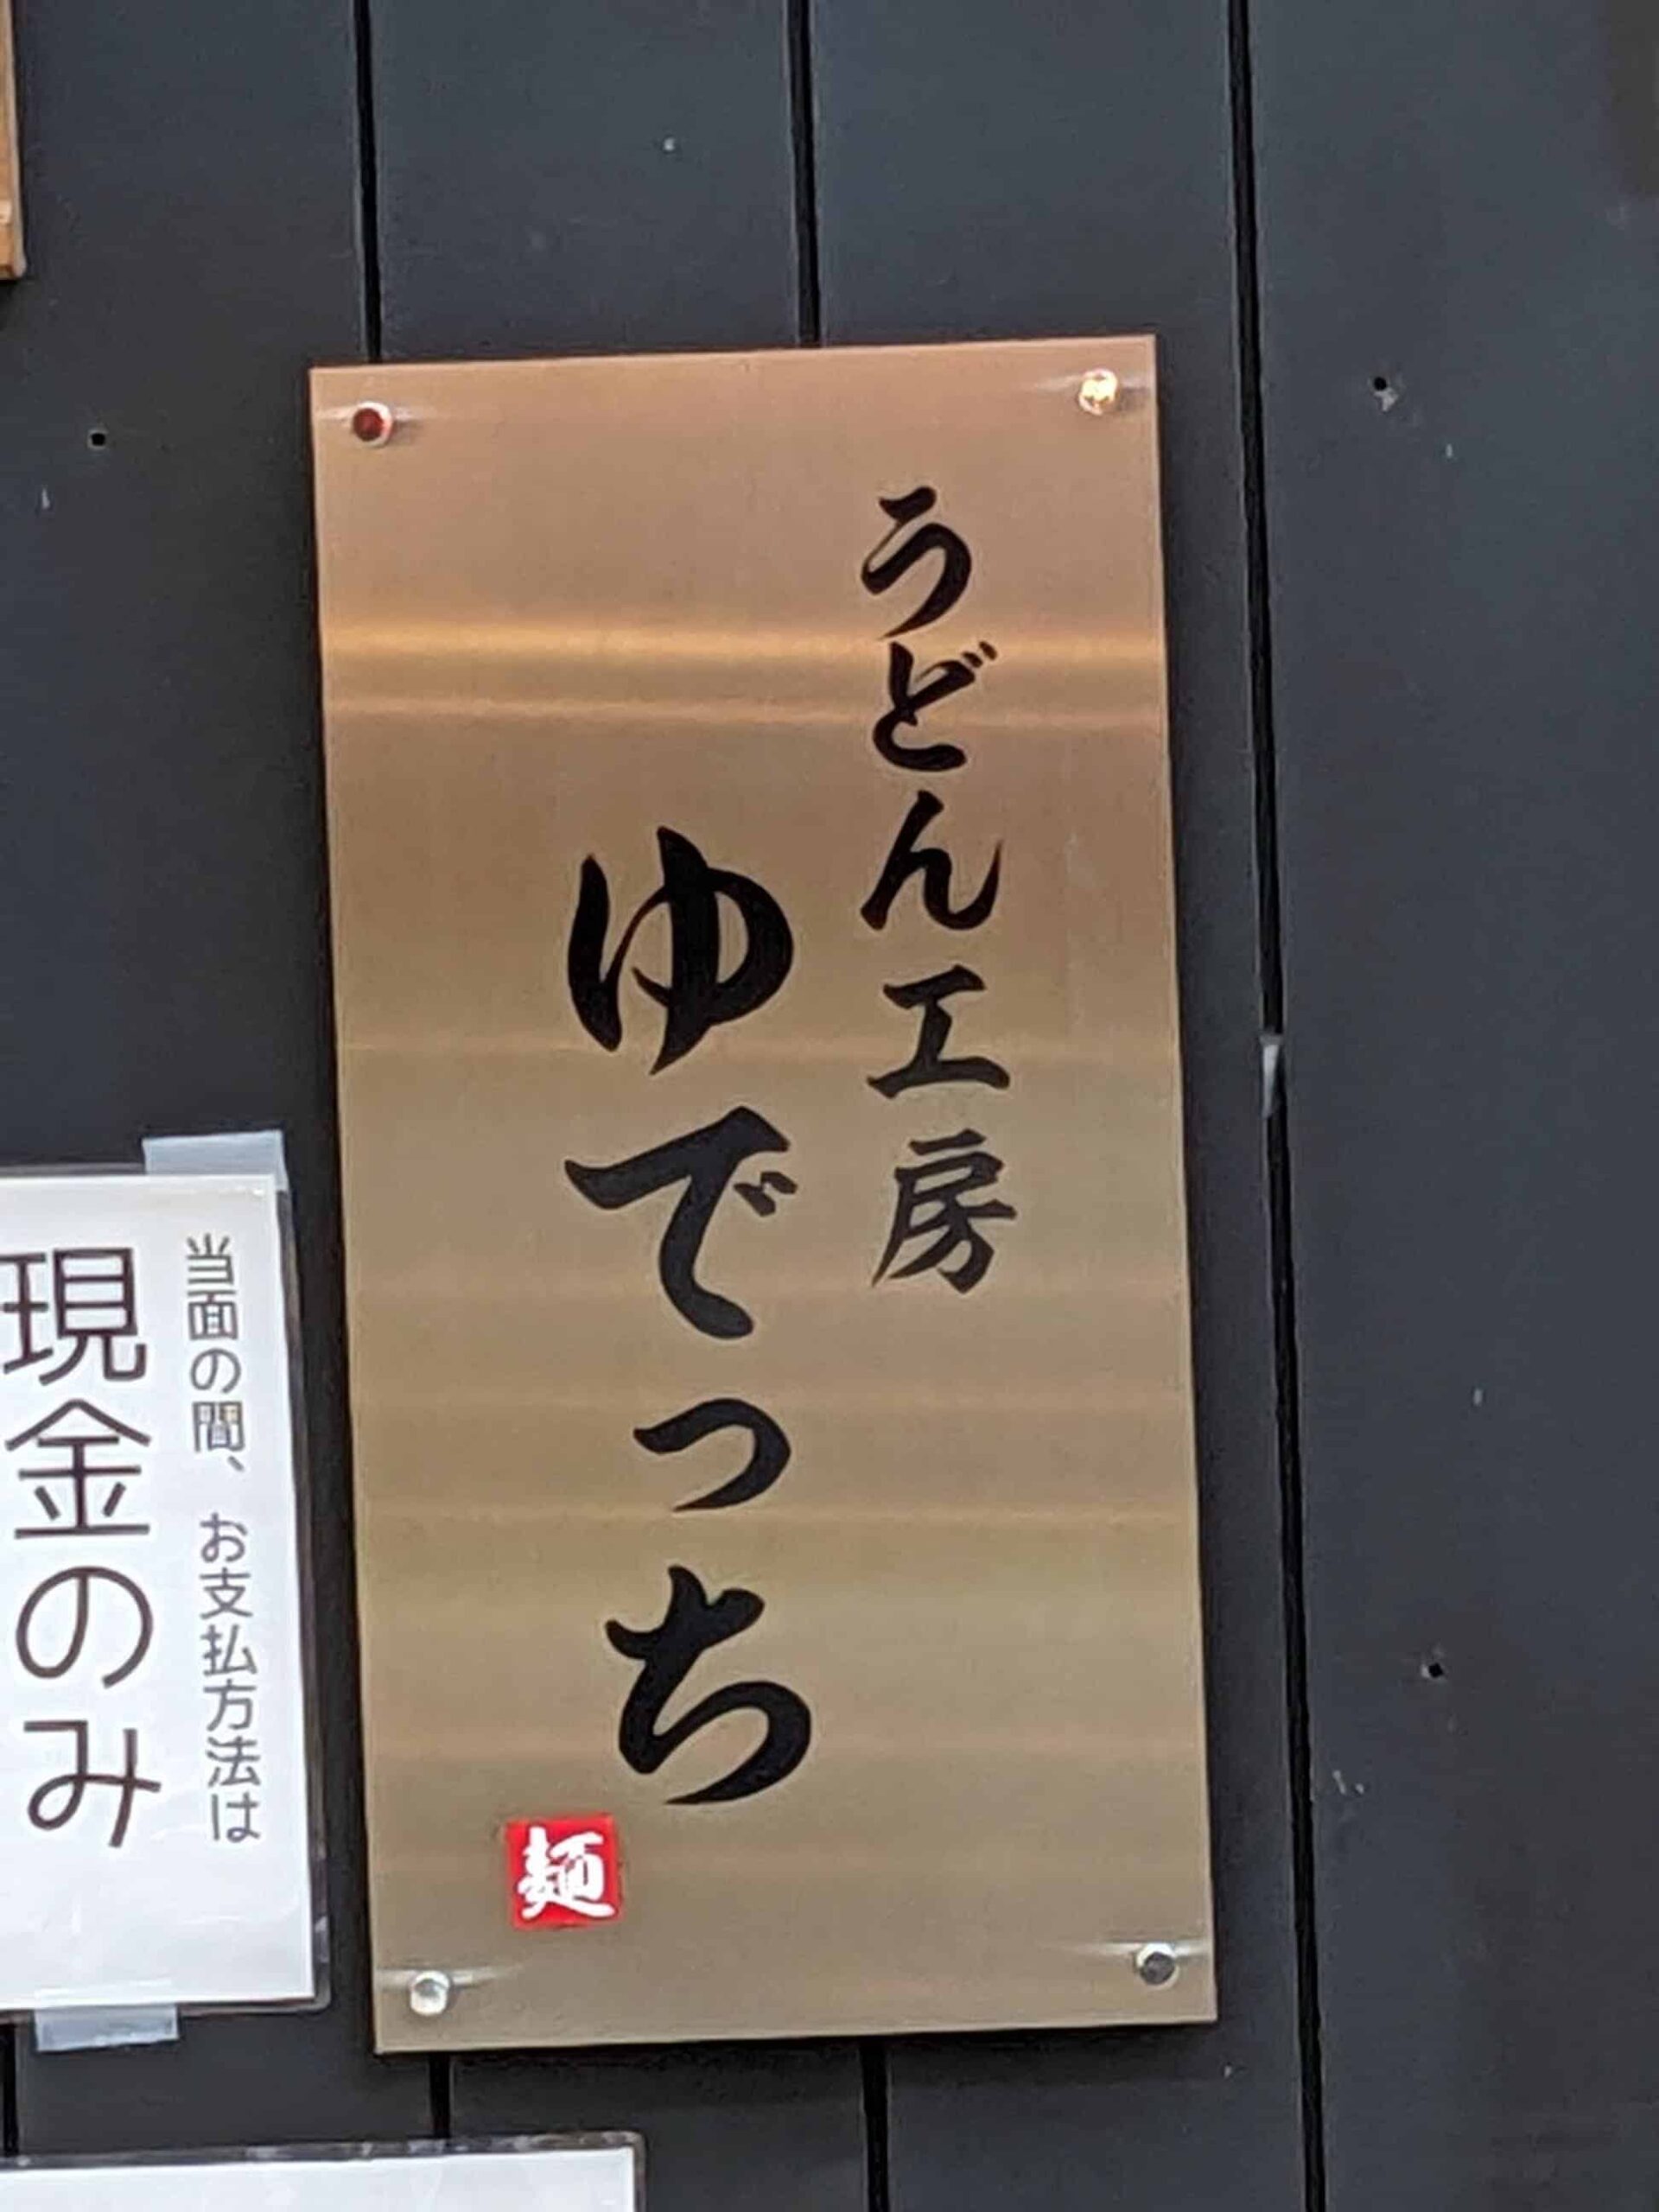 うどん工房
ゆでっち
麺
当面の間、お支払方法は
現金のみ